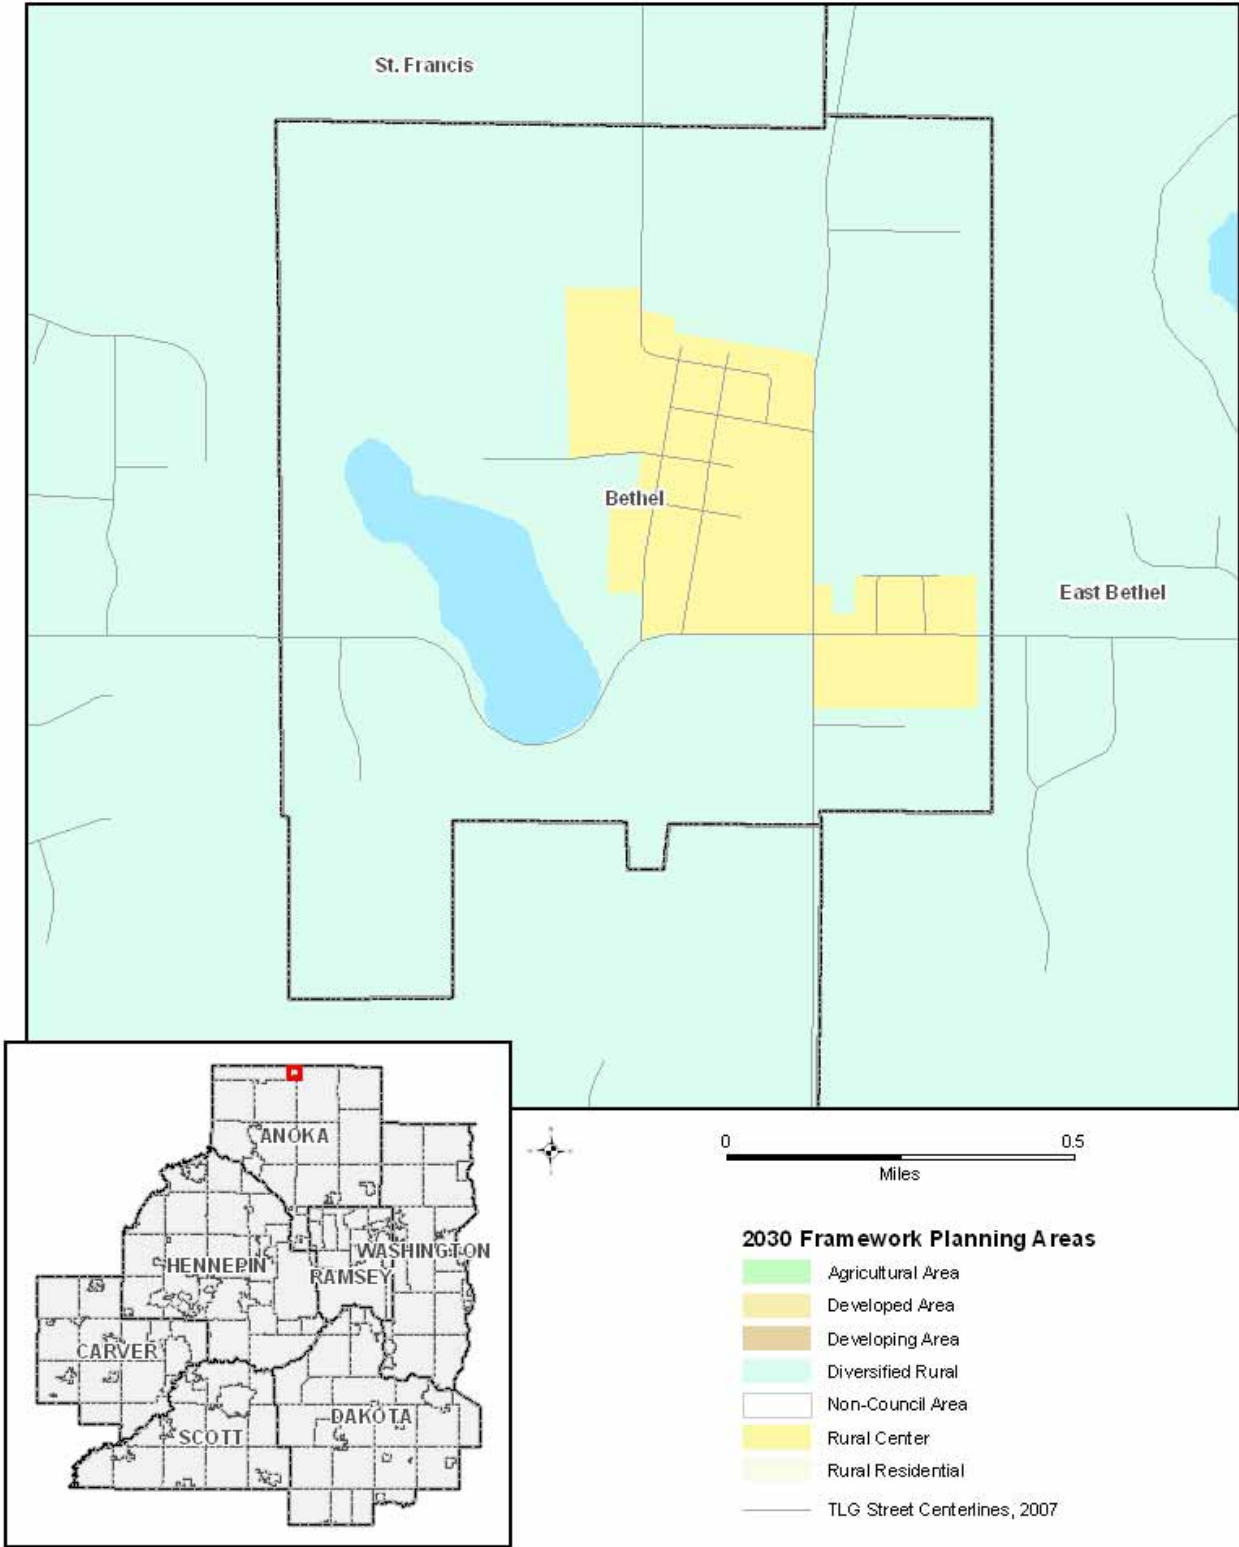 St. Francis
Bethel
East Bethel
ANOKA
WASHINGTON
HENNEPIN
RAMSEY
CARVER
DAKOTA
SCOTT
0 0.5
Miles
2030 Framework Planning Areas
Agricultural Area
Developed Area
Developing Area
Diversified Rural
Non-Council Area
Rural Center
Rural Residential
TLG Street Centerlines, 2007